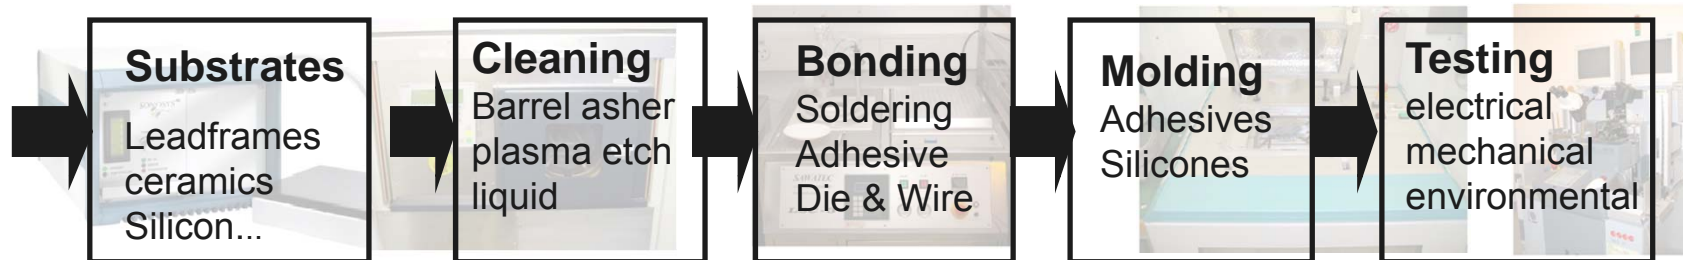 Substrates
Leadframes
ceramics
Silicon...
Cleaning
Barrel asher
plasma etch
liquid
Bonding
Soldering
Adhesive
Die & Wire
Molding
Adhesives
Silicones
Testing
electrical
mechanical
environmental